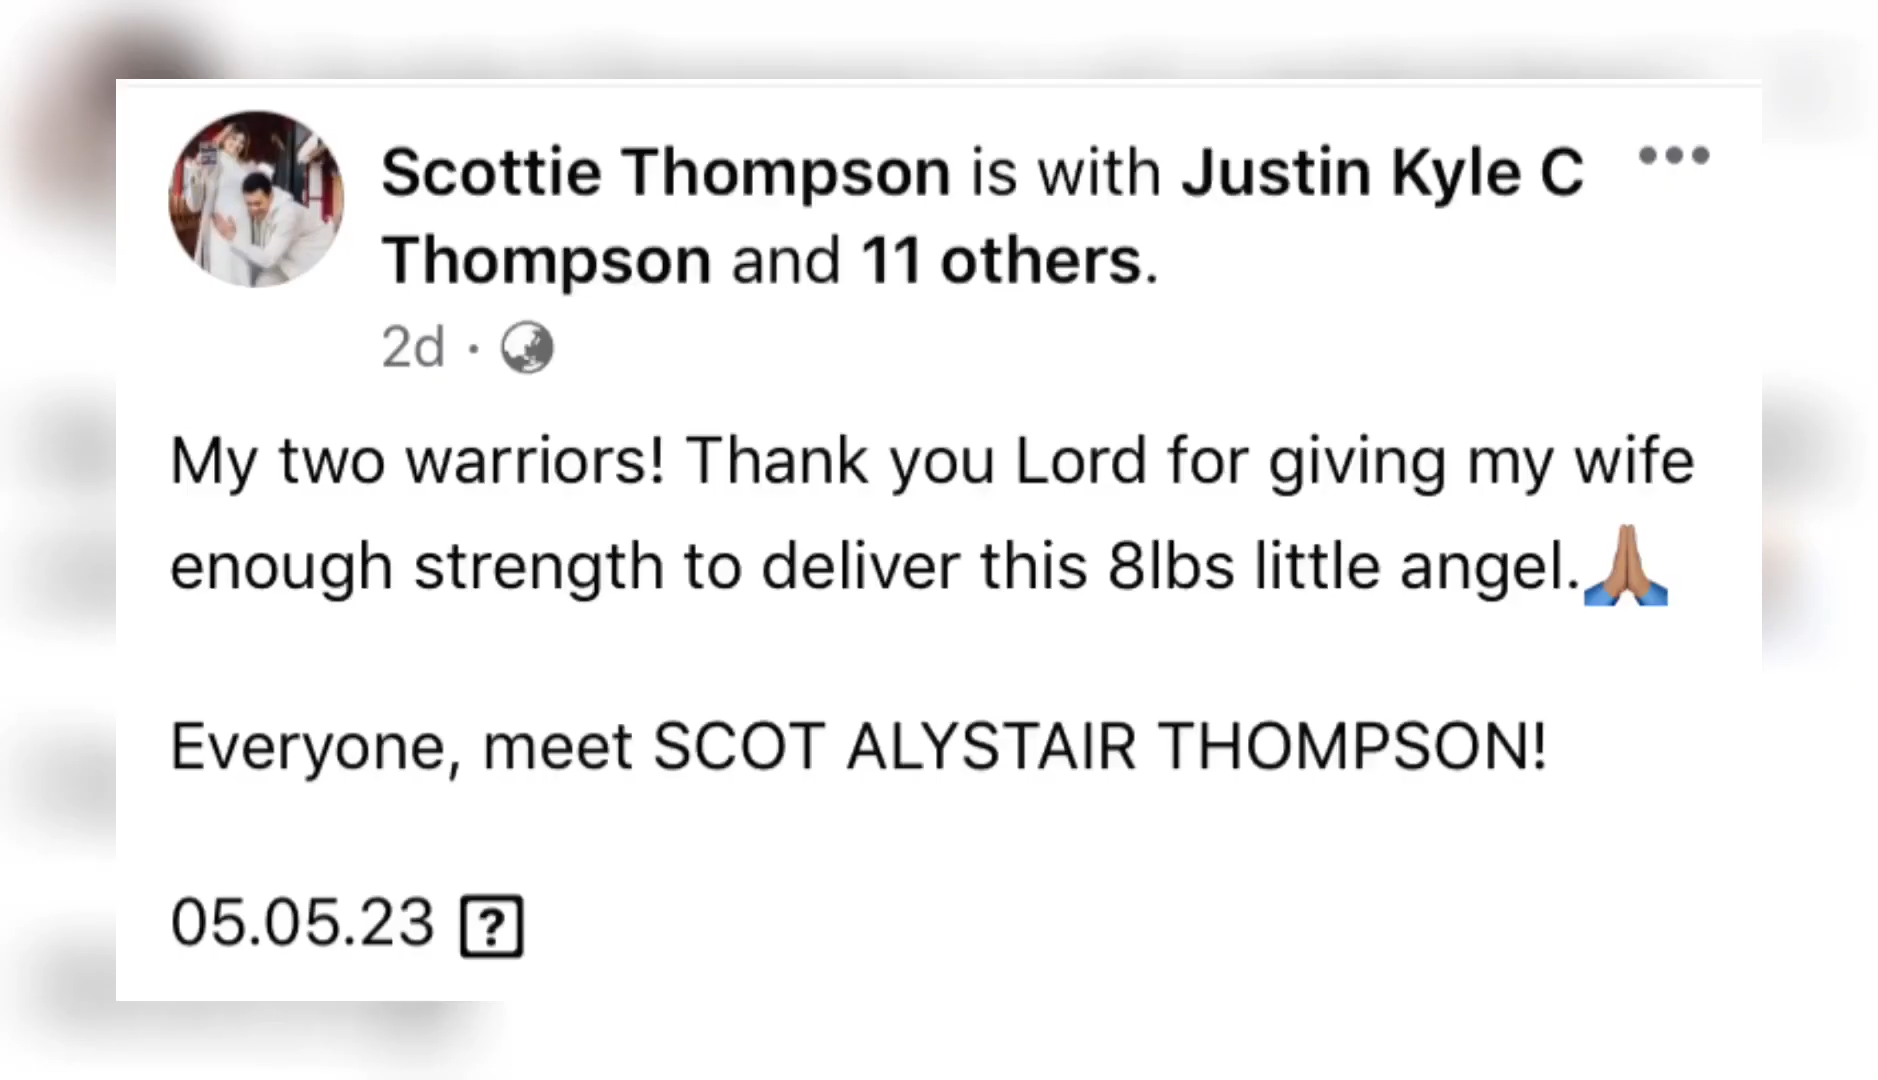 Scottie Thompson is with Justin Kyle C
Thompson and 11 others.
2d ·
My two warriors! Thank you Lord for giving my wife
enough strength to deliver this 8lbs little angel.🙏🏽
Everyone, meet SCOT ALYSTAIR THOMPSON!
05.05.23 ⍰